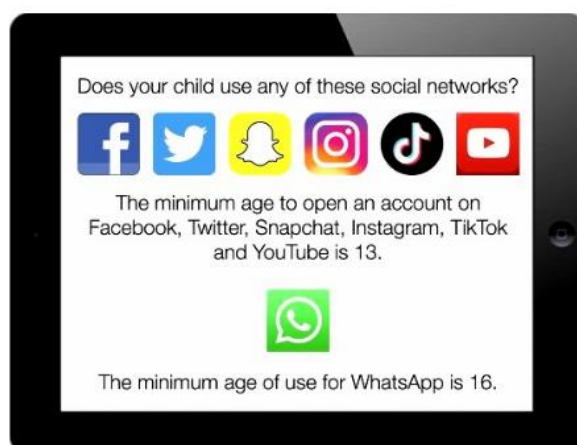 Does your child use any of these social networks?
The minimum age to open an account on
Facebook, Twitter, Snapchat, Instagram, TikTok
and YouTube is 13.
The minimum age of use for WhatsApp is 16.